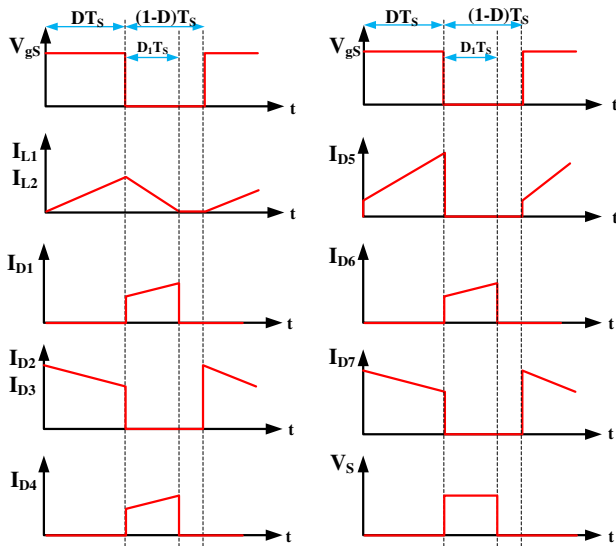 DTS (1-D)TS
VgS
D1TS
t
IL1
IL2
t
ID1
t
ID2
ID3
t
ID4
t
DTS (1-D)TS
VgS
D1TS
t
ID5
t
ID6
t
ID7
t
VS
t